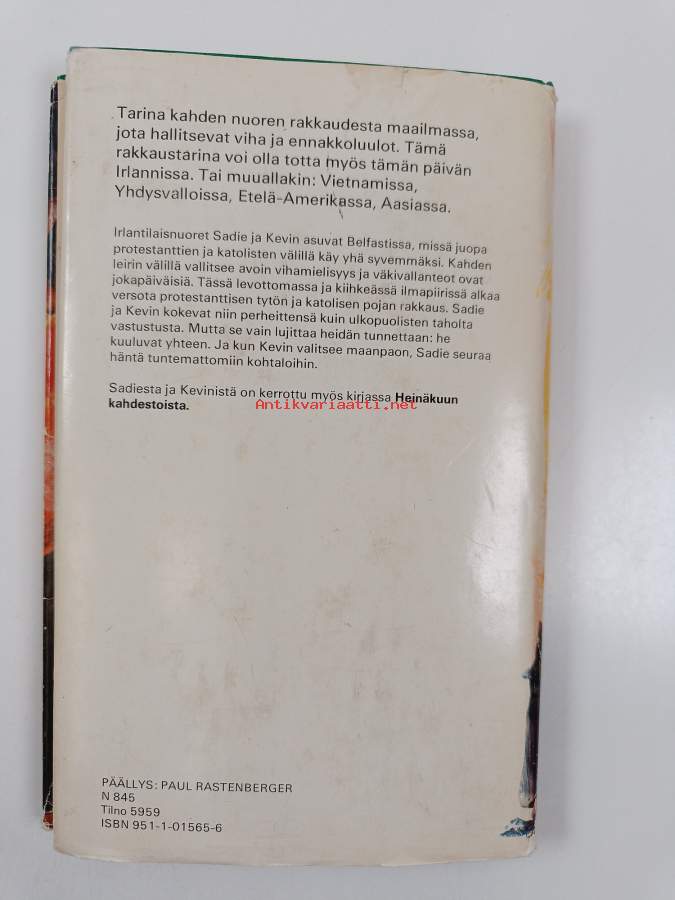 Tarina kahden nuoren rakkaudesta maailmassa,
jota hallitsevat viha ja ennakkoluulot. Tämä
rakkaustarina voi olla totta myös tämän päivän
Irlannissa. Tai muuallakin: Vietnamissa,
Yhdysvalloissa, Etelä-Amerikassa, Aasiassa.
Irlantilaisnuoret Sadie ja Kevin asuvat Belfastissa, missä juopa
protestanttien ja katolisten välillä käy yhä syvemmäksi. Kahden
leirin välillä vallitsee avoin vihamielisyys ja väkivallanteot ovat
jokapäiväisiä. Tässä levottomassa ja kiihkeässä ilmapiirissä alkaa
versota protestanttisen tytön ja katolisen pojan rakkaus. Sadie
ja Kevin kokevat niin perheittensä kuin ulkopuolisten taholta
vastustusta. Mutta se vain lujittaa heidän tunnettaan: he
kuuluvat yhteen. Ja kun Kevin valitsee maanpaon, Sadie seuraa
häntä tuntemattomiin kohtaloihin.
Sadiesta ja Kevinistä on kerrottu myös kirjassa Heinäkuun
kahdestoista.
Antikvariaatti.net
PÄÄLLYS: PAUL RASTENBERGER
N 845
Tilno 5959
ISBN 951-1-01565-6